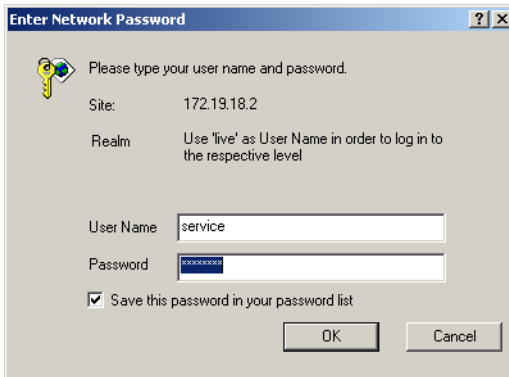 Enter Network Password
Please type your user name and password.
Site: 172.19.18.2
Realm Use 'live' as User Name in order to log in to
the respective level
User Name service
Password xxxxxxxx
Save this password in your password list
OK Cancel